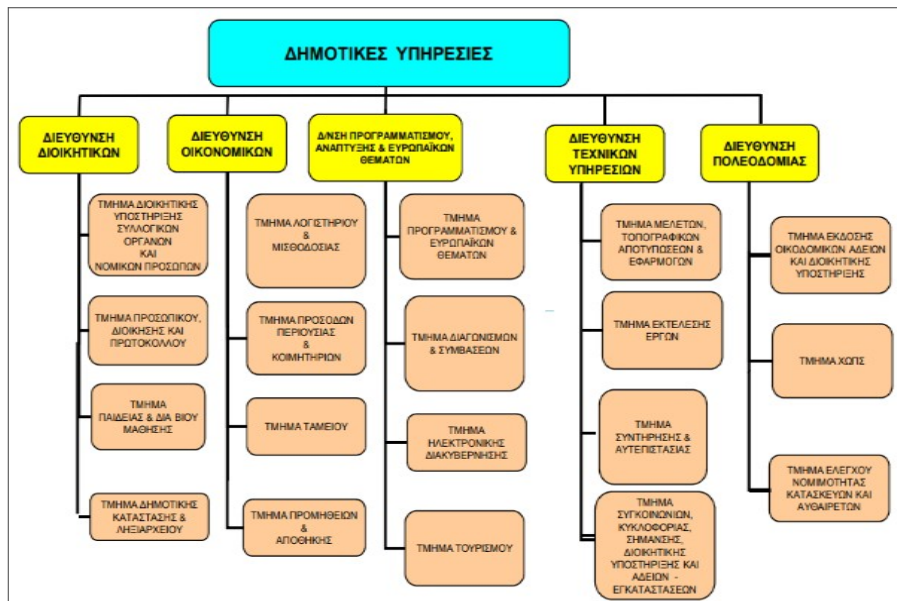 ΔΗΜΟΤΙΚΕΣ ΥΠΗΡΕΣΙΕΣ
ΔΙΕΥΘΥΝΣΗ
ΔΙΟΙΚΗΤΙΚΩΝ
ΤΜΗΜΑ ΔΙΟΙΚΗΤΙΚΗΣ
ΥΠΟΣΤΗΡΙΞΗΣ
ΣΥΛΛΟΓΙΚΩΝ
ΟΡΓΑΝΩΝ
ΚΑΙ
ΝΟΜΙΚΩΝ ΠΡΟΣΩΠΩΝ
ΤΜΗΜΑ ΠΡΟΣΩΠΙΚΟΥ,
ΔΙΟΙΚΗΣΗΣ ΚΑΙ
ΠΡΩΤΟΚΟΛΛΟΥ
ΤΜΗΜΑ
ΠΑΙΔΕΙΑΣ & ΔΙΑ ΒΙΟΥ
ΜΑΘΗΣΗΣ
ΤΜΗΜΑ ΔΗΜΟΤΙΚΗΣ
ΚΑΤΑΣΤΑΣΗΣ &
ΛΗΞΙΑΡΧΕΙΟΥ
ΔΙΕΥΘΥΝΣΗ
ΟΙΚΟΝΟΜΙΚΩΝ
ΤΜΗΜΑ ΛΟΓΙΣΤΗΡΙΟΥ
&
ΜΙΣΘΟΔΟΣΙΑΣ
ΤΜΗΜΑ ΠΡΟΣΟΔΩΝ
ΠΕΡΙΟΥΣΙΑΣ
&
ΚΟΙΜΗΤΗΡΙΩΝ
ΤΜΗΜΑ ΤΑΜΕΙΟΥ
ΤΜΗΜΑ ΠΡΟΜΗΘΕΙΩΝ
&
ΑΠΟΘΗΚΗΣ
Δ/ΝΣΗ ΠΡΟΓΡΑΜΜΑΤΙΣΜΟΥ,
ΑΝΑΠΤΥΞΗΣ & ΕΥΡΩΠΑΪΚΩΝ
ΘΕΜΑΤΩΝ
ΤΜΗΜΑ
ΠΡΟΓΡΑΜΜΑΤΙΣΜΟΥ &
ΕΥΡΩΠΑΪΚΩΝ
ΘΕΜΑΤΩΝ
ΤΜΗΜΑ ΔΙΑΓΩΝΙΣΜΩΝ
& ΣΥΜΒΑΣΕΩΝ
ΤΜΗΜΑ
ΗΛΕΚΤΡΟΝΙΚΗΣ
ΔΙΑΚΥΒΕΡΝΗΣΗΣ
ΤΜΗΜΑ ΤΟΥΡΙΣΜΟΥ
ΔΙΕΥΘΥΝΣΗ
ΤΕΧΝΙΚΩΝ
ΥΠΗΡΕΣΙΩΝ
ΤΜΗΜΑ ΜΕΛΕΤΩΝ,
ΤΟΠΟΓΡΑΦΙΚΩΝ
ΑΠΟΤΥΠΩΣΕΩΝ &
ΕΦΑΡΜΟΓΩΝ
ΤΜΗΜΑ ΕΚΤΕΛΕΣΗΣ
ΕΡΓΩΝ
ΤΜΗΜΑ
ΣΥΝΤΗΡΗΣΗΣ &
ΑΥΤΕΠΙΣΤΑΣΙΑΣ
ΤΜΗΜΑ
ΣΥΓΚΟΙΝΩΝΙΩΝ,
ΚΥΚΛΟΦΟΡΙΑΣ,
ΣΗΜΑΝΣΗΣ,
ΔΙΟΙΚΗΤΙΚΗΣ
ΥΠΟΣΤΗΡΙΞΗΣ ΚΑΙ
ΑΔΕΙΩΝ -
ΕΓΚΑΤΑΣΤΑΣΕΩΝ
ΔΙΕΥΘΥΝΣΗ
ΠΟΛΕΟΔΟΜΙΑΣ
ΤΜΗΜΑ ΕΚΔΟΣΗΣ
ΟΙΚΟΔΟΜΙΚΩΝ ΑΔΕΙΩΝ
ΚΑΙ ΔΙΟΙΚΗΤΙΚΗΣ
ΥΠΟΣΤΗΡΙΞΗΣ
ΤΜΗΜΑ ΧΩΠΣ
ΤΜΗΜΑ ΕΛΕΓΧΟΥ
ΝΟΜΙΜΟΤΗΤΑΣ
ΚΑΤΑΣΚΕΥΩΝ ΚΑΙ
ΑΥΘΑΙΡΕΤΩΝ